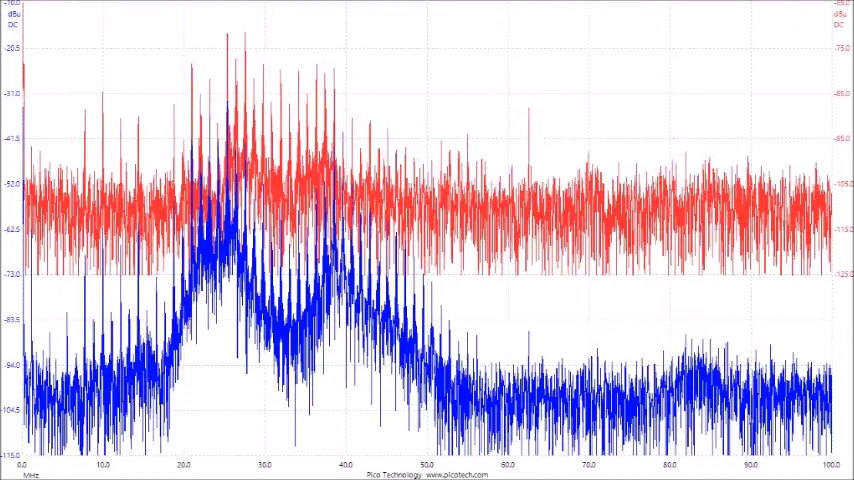 -10.0
dBu
DC
-20.5
-31.0
-41.5
-52.0
-62.5
-73.0
-83.5
-94.0
-104.5
-115.0
-65.0
dBu
DC
-75.0
-85.0
-95.0
-105.0
-115.0
-125.0
0.0 10.0 20.0 30.0 40.0 50.0 60.0 70.0 80.0 90.0 100.0
MHz
Pico Technology www.picotech.com